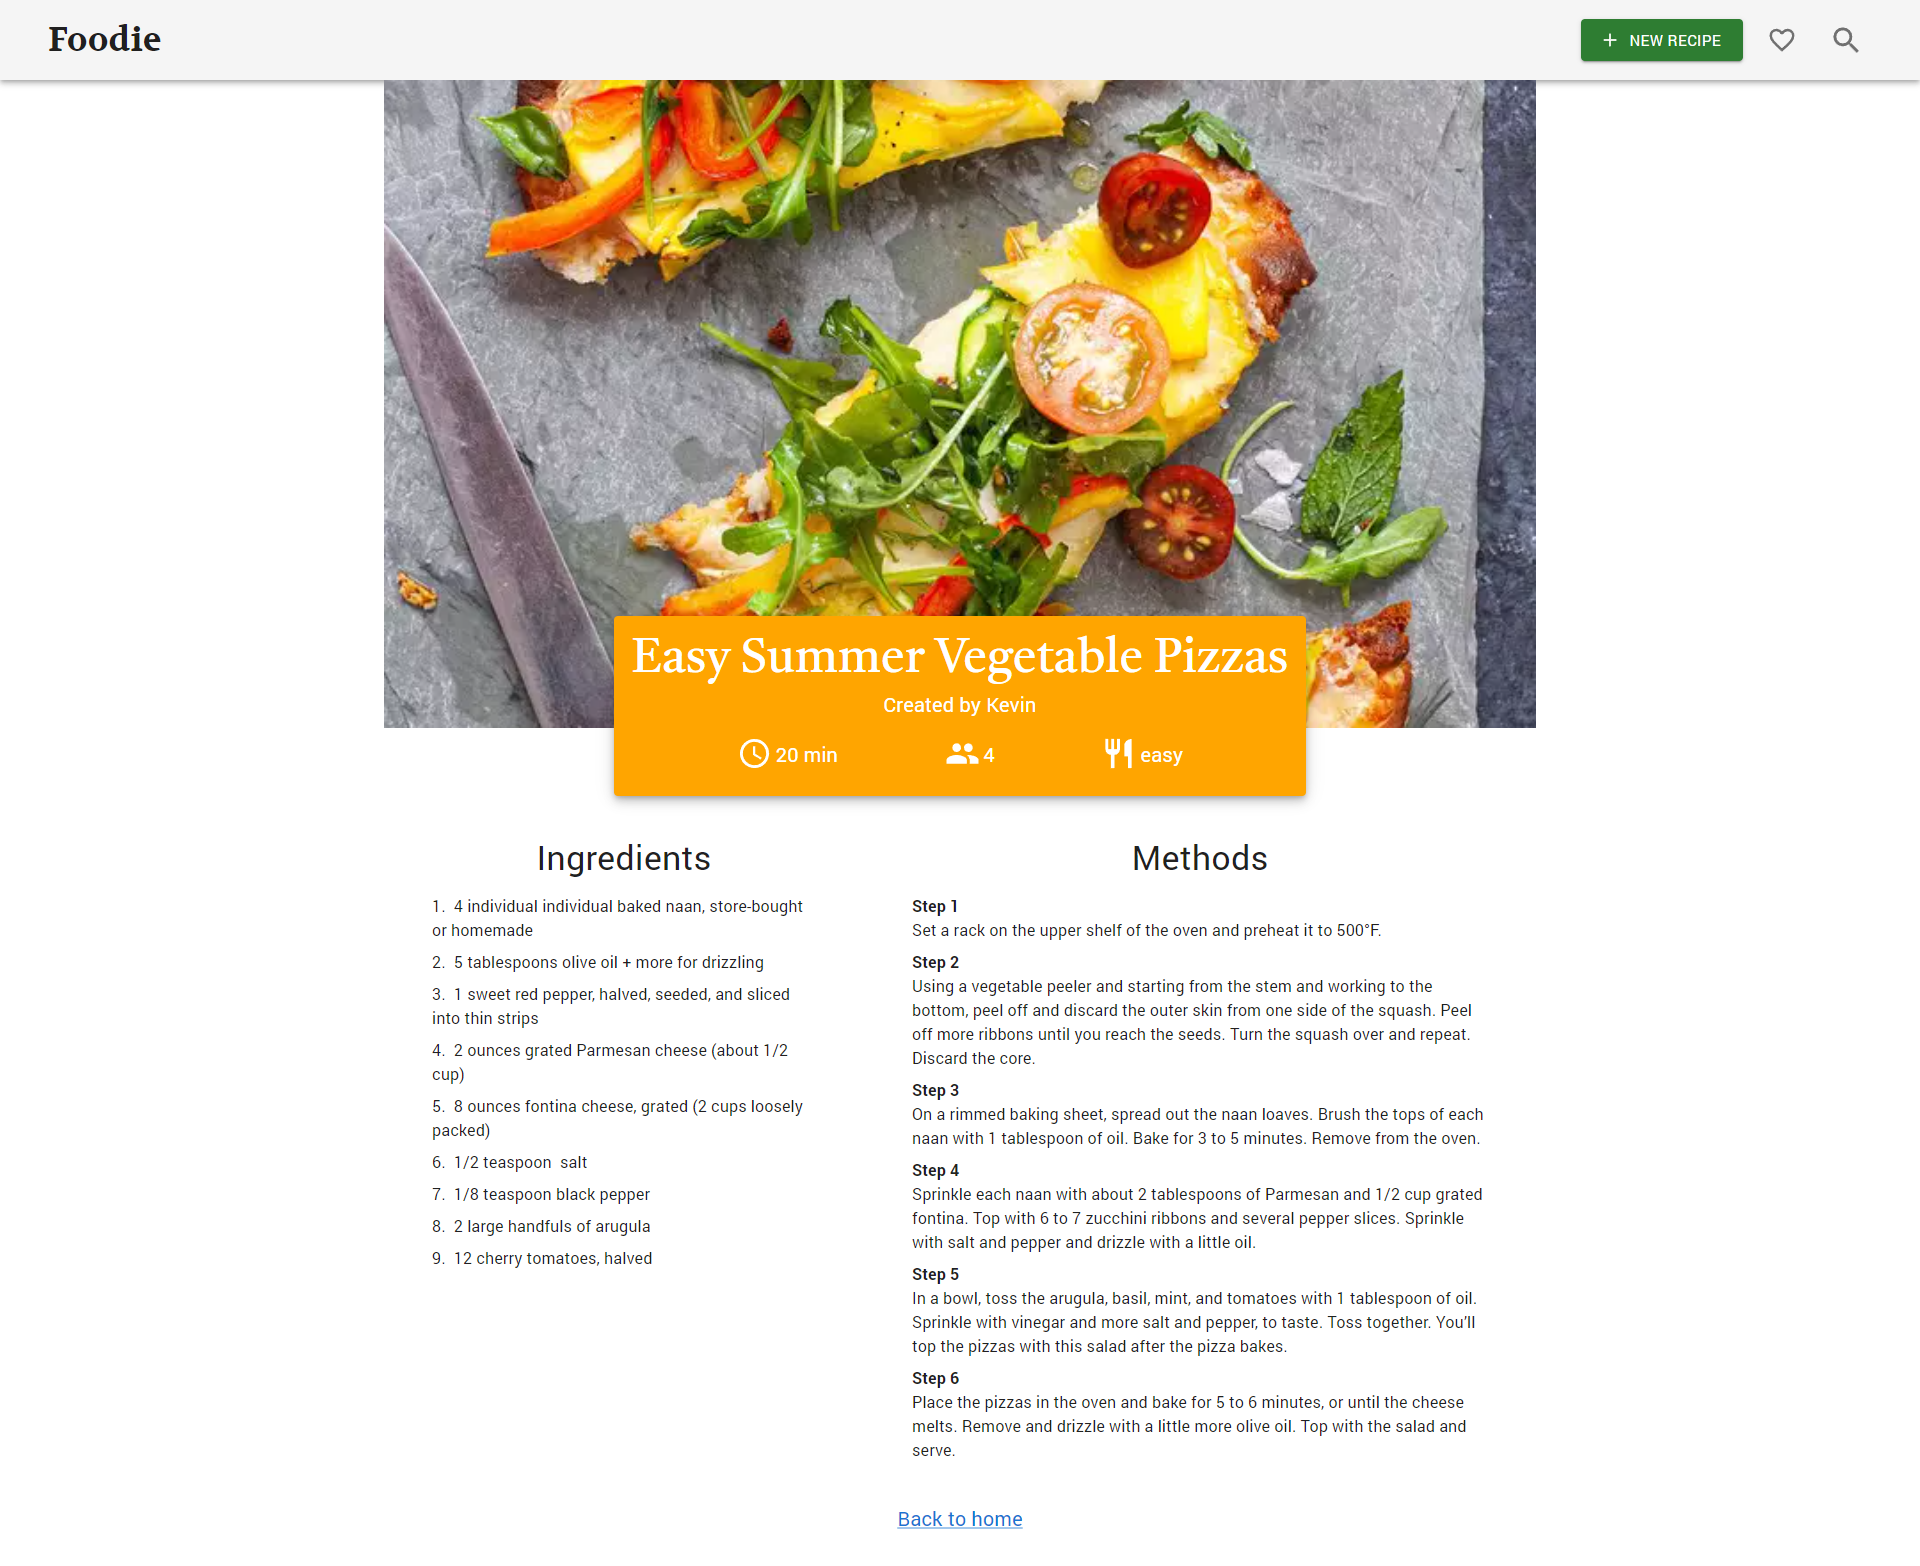 Foodie
NEW RECIPE
Easy Summer Vegetable Pizzas
Created by Kevin
20 min
4
easy
Ingredients
1. 4 individual individual baked naan, store-bought
or homemade
2. 5 tablespoons olive oil + more for drizzling
3. 1 sweet red pepper, halved, seeded, and sliced
into thin strips
4. 2 ounces grated Parmesan cheese (about 1/2
cup)
5. 8 ounces fontina cheese, grated (2 cups loosely
packed)
6. 1/2 teaspoon  salt
7. 1/8 teaspoon black pepper
8. 2 large handfuls of arugula
9. 12 cherry tomatoes, halved
Methods
Step 1
Set a rack on the upper shelf of the oven and preheat it to 500°F.
Step 2
Using a vegetable peeler and starting from the stem and working to the
bottom, peel off and discard the outer skin from one side of the squash. Peel
off more ribbons until you reach the seeds. Turn the squash over and repeat.
Discard the core.
Step 3
On a rimmed baking sheet, spread out the naan loaves. Brush the tops of each
naan with 1 tablespoon of oil. Bake for 3 to 5 minutes. Remove from the oven.
Step 4
Sprinkle each naan with about 2 tablespoons of Parmesan and 1/2 cup grated
fontina. Top with 6 to 7 zucchini ribbons and several pepper slices. Sprinkle
with salt and pepper and drizzle with a little oil.
Step 5
In a bowl, toss the arugula, basil, mint, and tomatoes with 1 tablespoon of oil.
Sprinkle with vinegar and more salt and pepper, to taste. Toss together. You’ll
top the pizzas with this salad after the pizza bakes.
Step 6
Place the pizzas in the oven and bake for 5 to 6 minutes, or until the cheese
melts. Remove and drizzle with a little more olive oil. Top with the salad and
serve.
Back to home